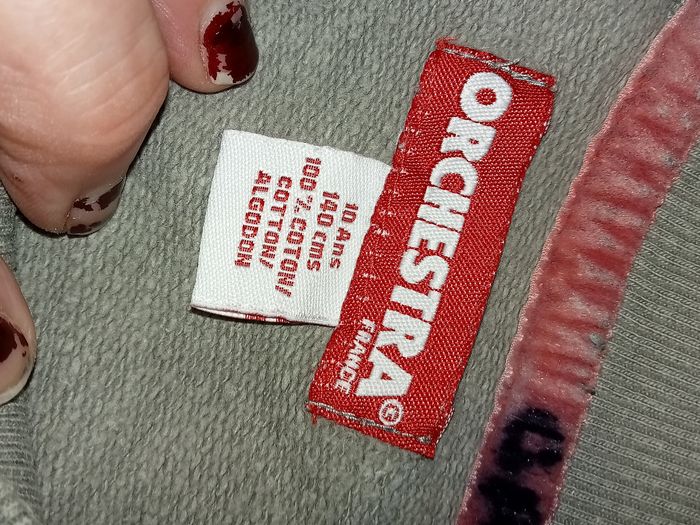 ORCHESTRA©
FRANCE
10 Ans
140 cms
100 % COTON/
COTTON/
ALGODON